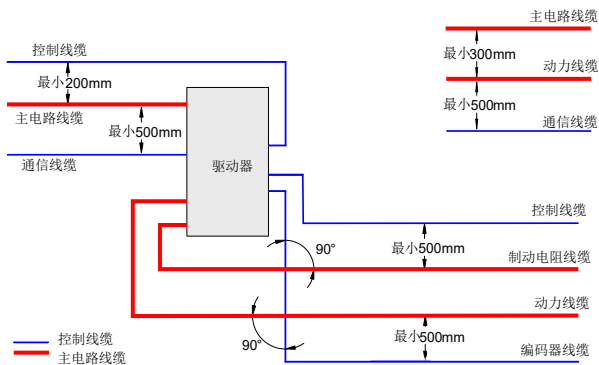 控制线缆
最小200mm
主电路线缆
最小500mm
通信线缆
驱动器
主电路线缆
最小300mm
动力线缆
最小500mm
通信线缆
控制线缆
90°
最小500mm
制动电阻线缆
动力线缆
90°
最小500mm
编码器线缆
控制线缆
主电路线缆